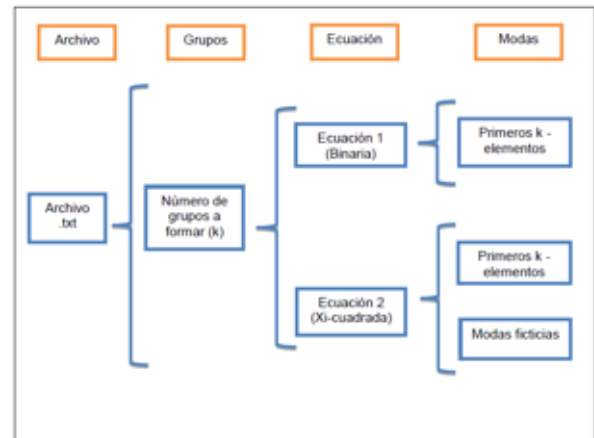 Archivo
Grupos
Ecuación
Modas
Archivo
.txt
Número de
grupos a
formar (k)
Ecuación 1
(Binaria)
Primeros k -
elementos
Ecuación 2
(Xi-cuadrada)
Primeros k -
elementos
Modas ficticias